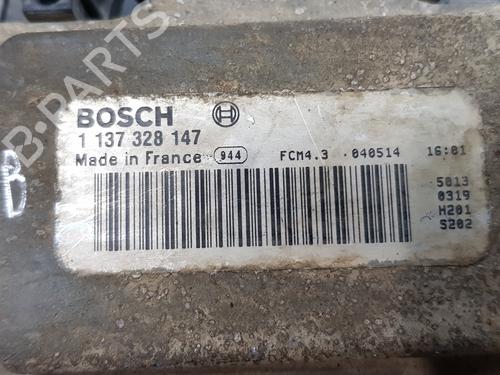 BOSCH
1 137 328 147
Made in France 944 FCM4.3 040514 16:01
5013
0319
H201
S202
B
B-PARTS